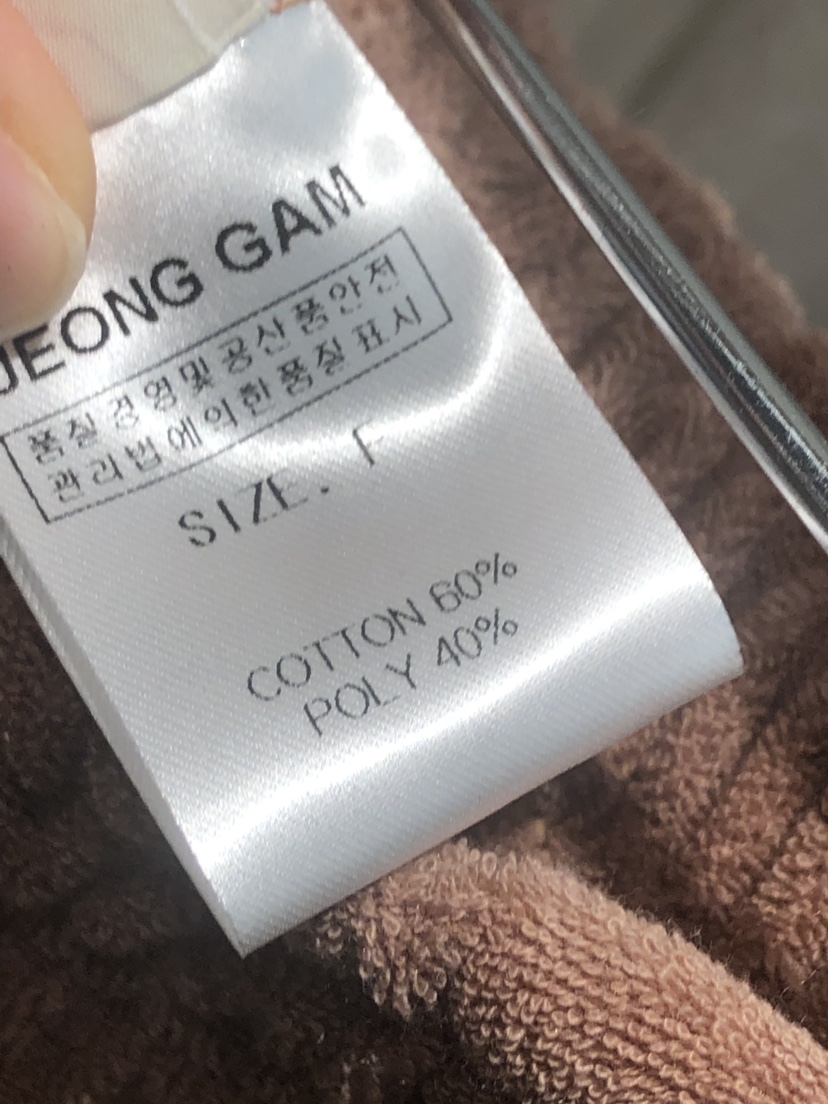 JEONG GAM
품질경영및공산품안전
관리법에의한품질표시
SIZE. F
COTTON 60%
POLY 40%